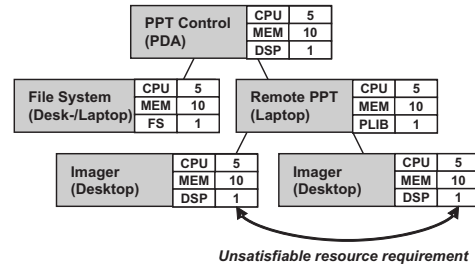 PPT Control
(PDA)
CPU 5
MEM 10
DSP 1
File System
(Desk-/Laptop)
CPU 5
MEM 10
FS 1
Remote PPT
(Laptop)
CPU 5
MEM 10
PLIB 1
Imager
(Desktop)
CPU 5
MEM 10
DSP 1
Imager
(Desktop)
CPU 5
MEM 10
DSP 1
Unsatisfiable resource requirement